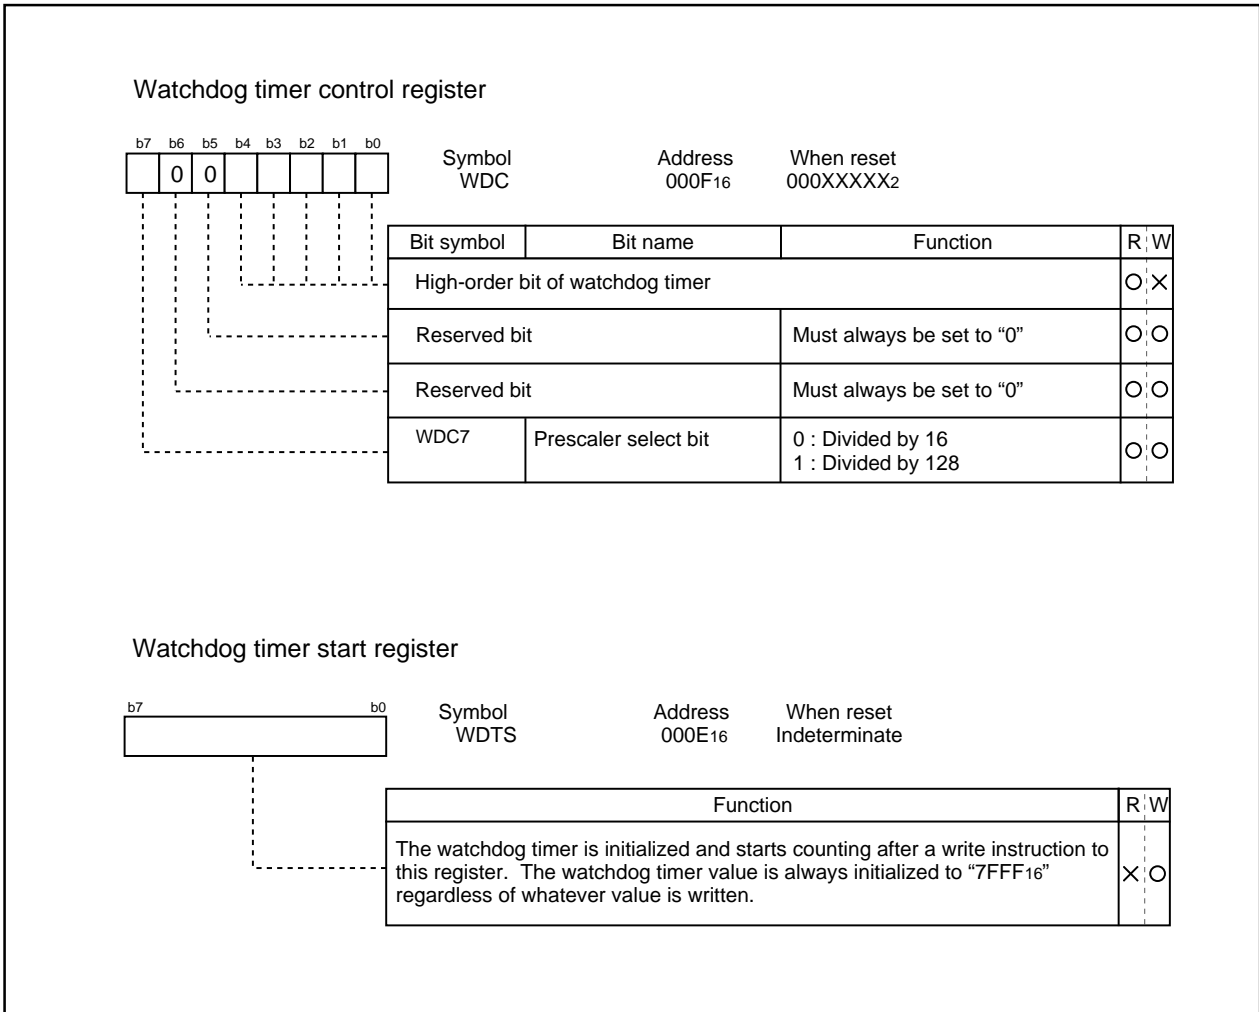 Watchdog timer control register
b7 b6 b5 b4 b3 b2 b1 b0
0 0
Symbol Address When reset
WDC 000F16 000XXXXX2
Bit symbol Bit name Function R W
High-order bit of watchdog timer
Reserved bit Must always be set to “0”
Reserved bit Must always be set to “0”
WDC7 Prescaler select bit 0 : Divided by 16
1 : Divided by 128
Watchdog timer start register
b7 b0
Symbol Address When reset
WDTS 000E16 Indeterminate
Function R W
The watchdog timer is initialized and starts counting after a write instruction to
this register. The watchdog timer value is always initialized to “7FFF16”
regardless of whatever value is written.